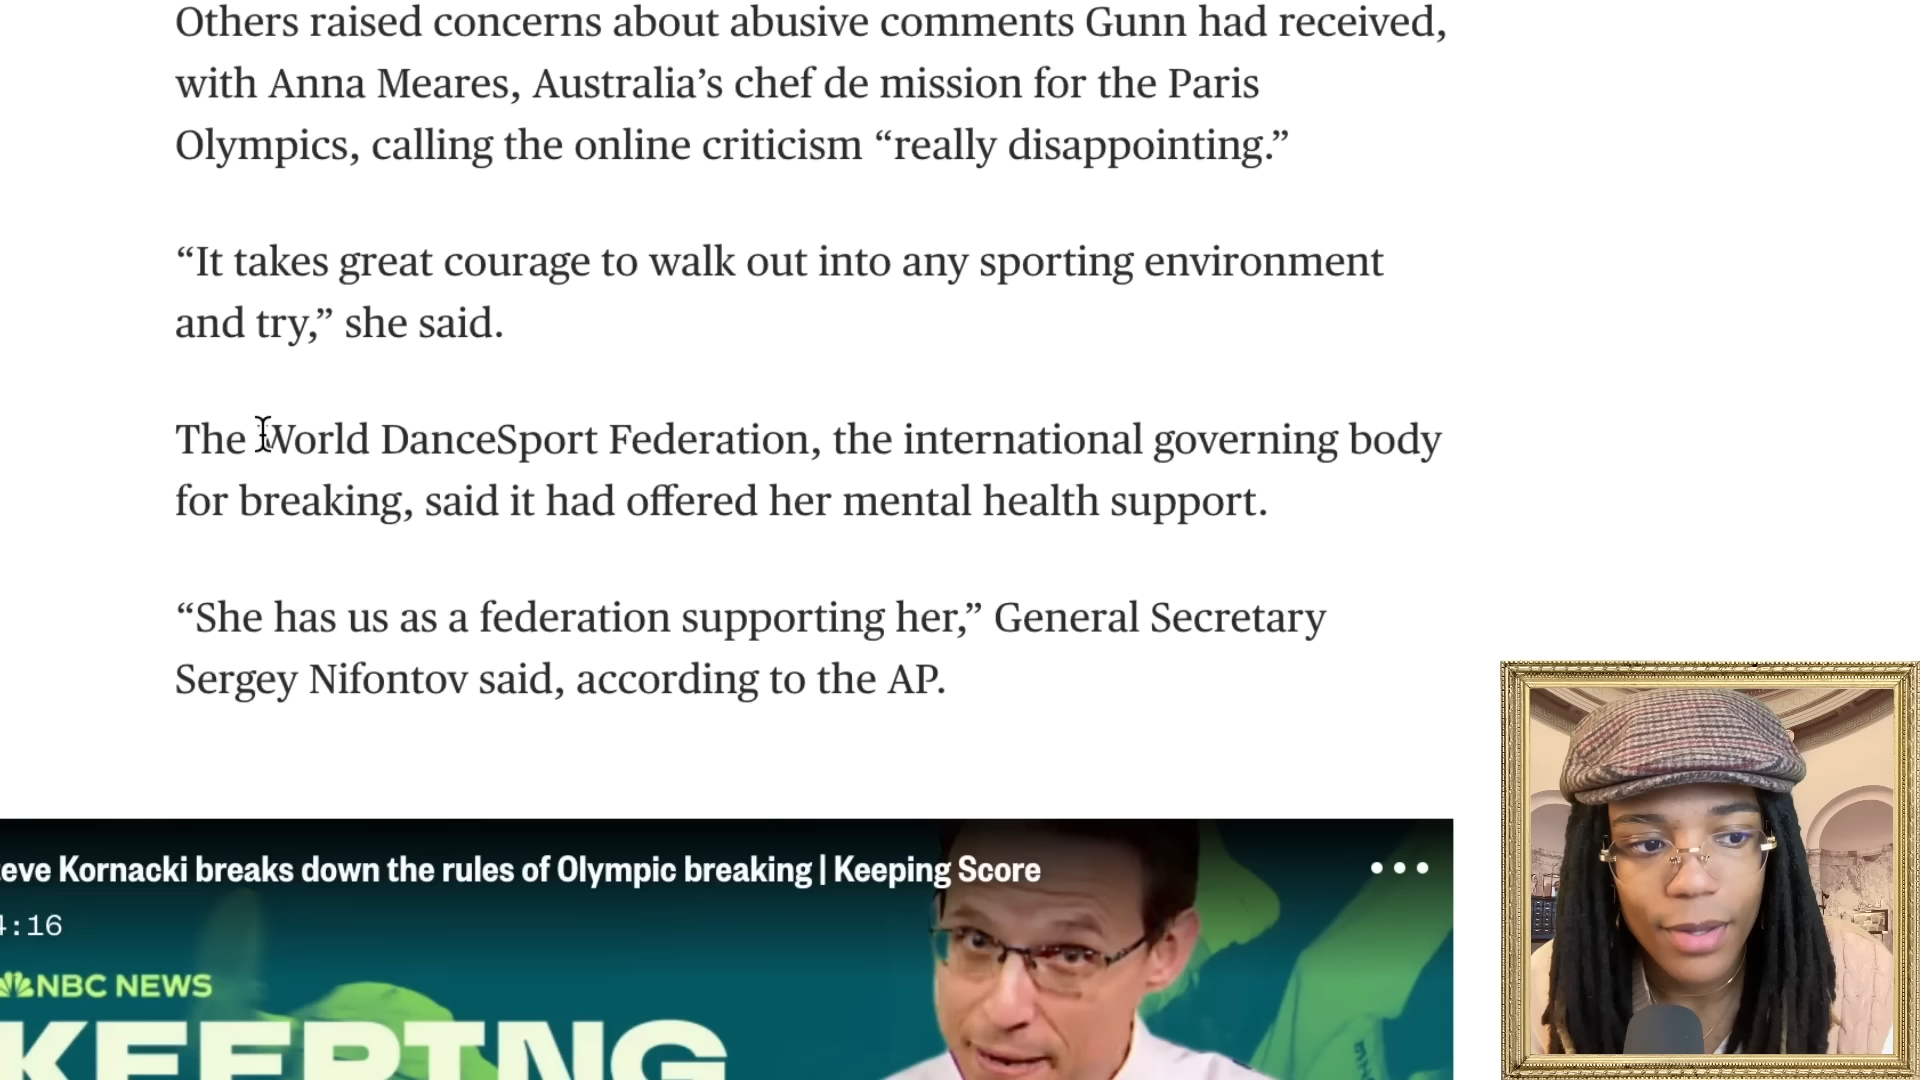 Others raised concerns about abusive comments Gunn had received,
with Anna Meares, Australia’s chef de mission for the Paris
Olympics, calling the online criticism “really disappointing.”
“It takes great courage to walk out into any sporting environment
and try,” she said.
The World DanceSport Federation, the international governing body
for breaking, said it had offered her mental health support.
“She has us as a federation supporting her,” General Secretary
Sergey Nifontov said, according to the AP.
eve Kornacki breaks down the rules of Olympic breaking | Keeping Score
4:16
NBC NEWS
KEEPING